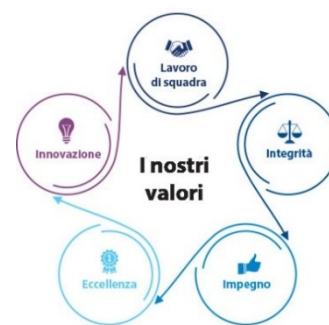 Lavoro
di squadra
Innovazione
Integrità
I nostri
valori
Eccellenza
Impegno